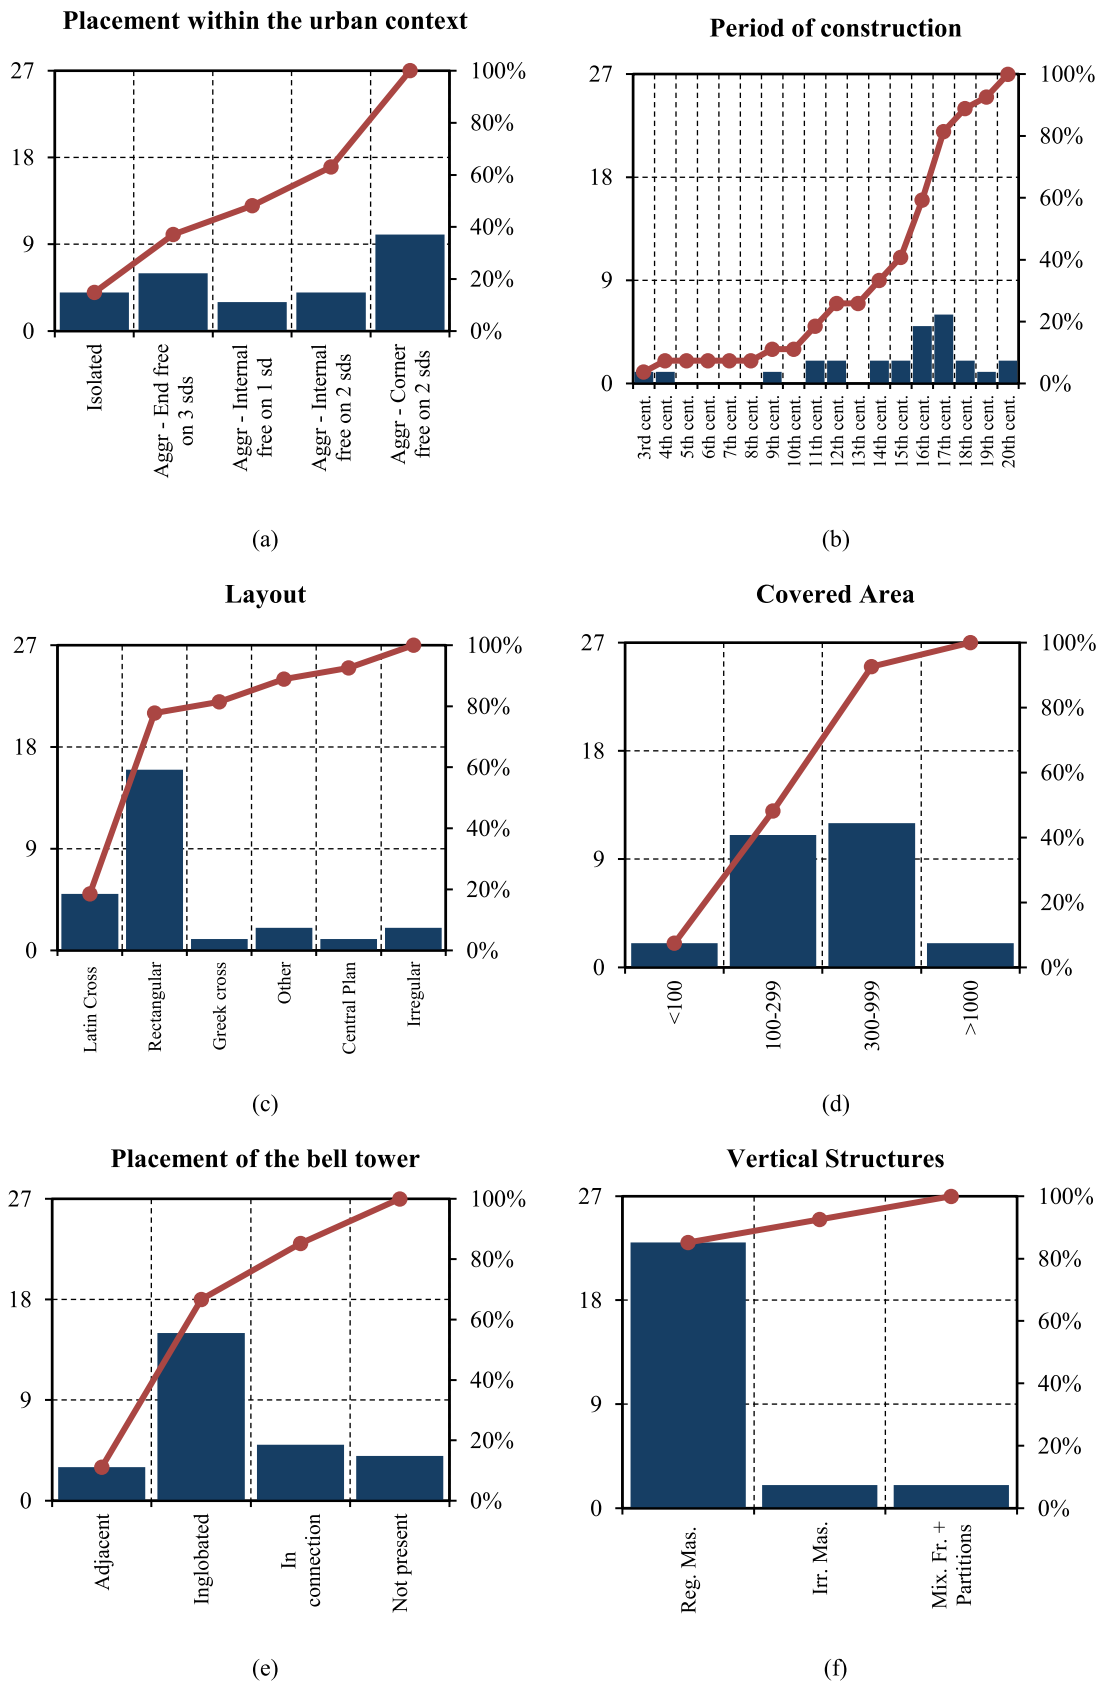 Placement within the urban context
27
18
9
0
100%
80%
60%
40%
20%
0%
Isolated
Aggr - End free
on 3 sds
Aggr - Internal
free on 1 sd
Aggr - Internal
free on 2 sds
Aggr - Corner
free on 2 sds
(a)
Period of construction
27
18
9
0
100%
80%
60%
40%
20%
0%
3rd cent.
4th cent.
5th cent.
6th cent.
7th cent.
8th cent.
9th cent.
10th cent.
11th cent.
12th cent.
13th cent.
14th cent.
15th cent.
16th cent.
17th cent.
18th cent.
19th cent.
20th cent.
(b)
Layout
27
18
9
0
100%
80%
60%
40%
20%
0%
Latin Cross
Rectangular
Greek cross
Other
Central Plan
Irregular
(c)
Covered Area
27
18
9
0
100%
80%
60%
40%
20%
0%
<100
100-299
300-999
>1000
(d)
Placement of the bell tower
27
18
9
0
100%
80%
60%
40%
20%
0%
Adjacent
Inglobated
In
connection
Not present
(e)
Vertical Structures
27
18
9
0
100%
80%
60%
40%
20%
0%
Reg. Mas.
Irr. Mas.
Mix. Fr. +
Partitions
(f)